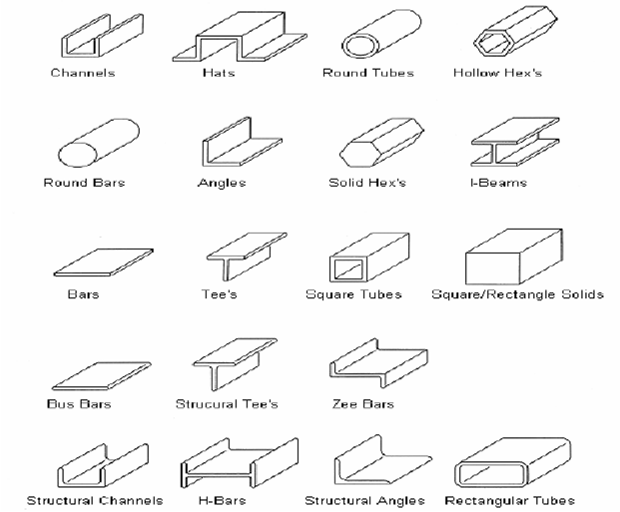 Channels
Hats
Round Tubes
Hollow Hex's
Round Bars
Angles
Solid Hex's
I-Beams
Bars
Tee's
Square Tubes
Square/Rectangle Solids
Bus Bars
Strucural Tee's
Zee Bars
Structural Channels
H-Bars
Structural Angles
Rectangular Tubes